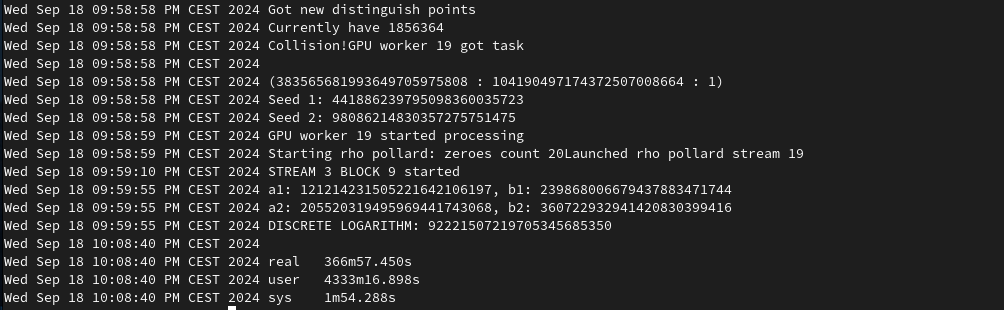 Wed Sep 18 09:58:58 PM CEST 2024 Got new distinguish points
Wed Sep 18 09:58:58 PM CEST 2024 Currently have 1856364
Wed Sep 18 09:58:58 PM CEST 2024 Collision!GPU worker 19 got task
Wed Sep 18 09:58:58 PM CEST 2024
Wed Sep 18 09:58:58 PM CEST 2024 (383565681993649705975808 : 104190497174372507008664 : 1)
Wed Sep 18 09:58:58 PM CEST 2024 Seed 1: 441886239795098360035723
Wed Sep 18 09:58:58 PM CEST 2024 Seed 2: 98086214830357275751475
Wed Sep 18 09:58:59 PM CEST 2024 GPU worker 19 started processing
Wed Sep 18 09:58:59 PM CEST 2024 Starting rho pollard: zeroes count 20Launched rho pollard stream 19
Wed Sep 18 09:59:10 PM CEST 2024 STREAM 3 BLOCK 9 started
Wed Sep 18 09:59:55 PM CEST 2024 a1: 121214231505221642106197, b1: 239868006679437883471744
Wed Sep 18 09:59:55 PM CEST 2024 a2: 205520319495969441743068, b2: 360722932941420830399416
Wed Sep 18 09:59:55 PM CEST 2024 DISCRETE LOGARITHM: 92221507219705345685350
Wed Sep 18 10:08:40 PM CEST 2024
Wed Sep 18 10:08:40 PM CEST 2024 real 366m57.450s
Wed Sep 18 10:08:40 PM CEST 2024 user 4333m16.898s
Wed Sep 18 10:08:40 PM CEST 2024 sys 1m54.288s